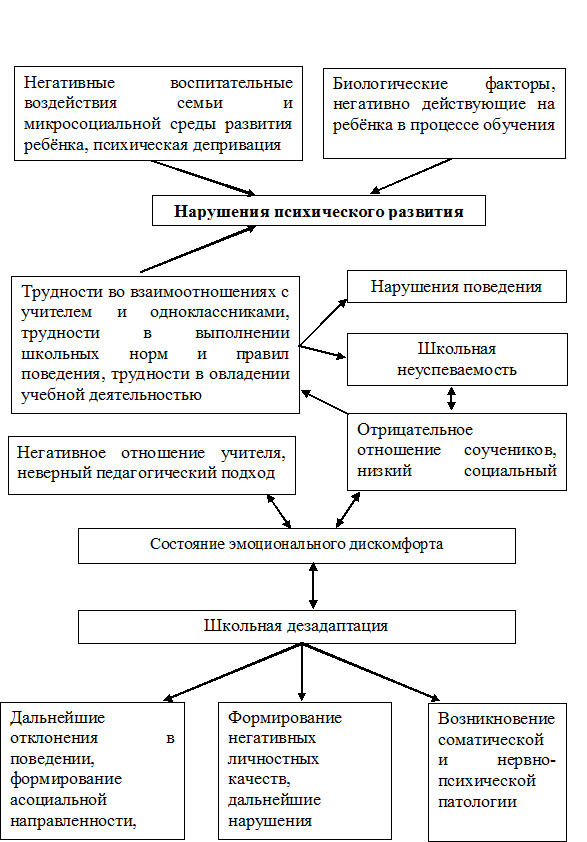 Негативные воспитательные
воздействия семьи и
микросоциальной среды развития
ребёнка, психическая депривация
Биологические факторы,
негативно действующие на
ребёнка в процессе обучения
Нарушения психического развития
Трудности во взаимоотношениях с
учителем и одноклассниками,
трудности в выполнении
школьных норм и правил
поведения, трудности в овладении
учебной деятельностью
Нарушения поведения
Школьная
неуспеваемость
Отрицательное
отношение соучеников,
низкий социальный
Негативное отношение учителя,
неверный педагогический подход
Состояние эмоционального дискомфорта
Школьная дезадаптация
Дальнейшие
отклонения в
поведении,
формирование
асоциальной
направленности,
Формирование
негативных
личностных
качеств,
дальнейшие
нарушения
Возникновение
соматической
и нервно-
психической
патологии